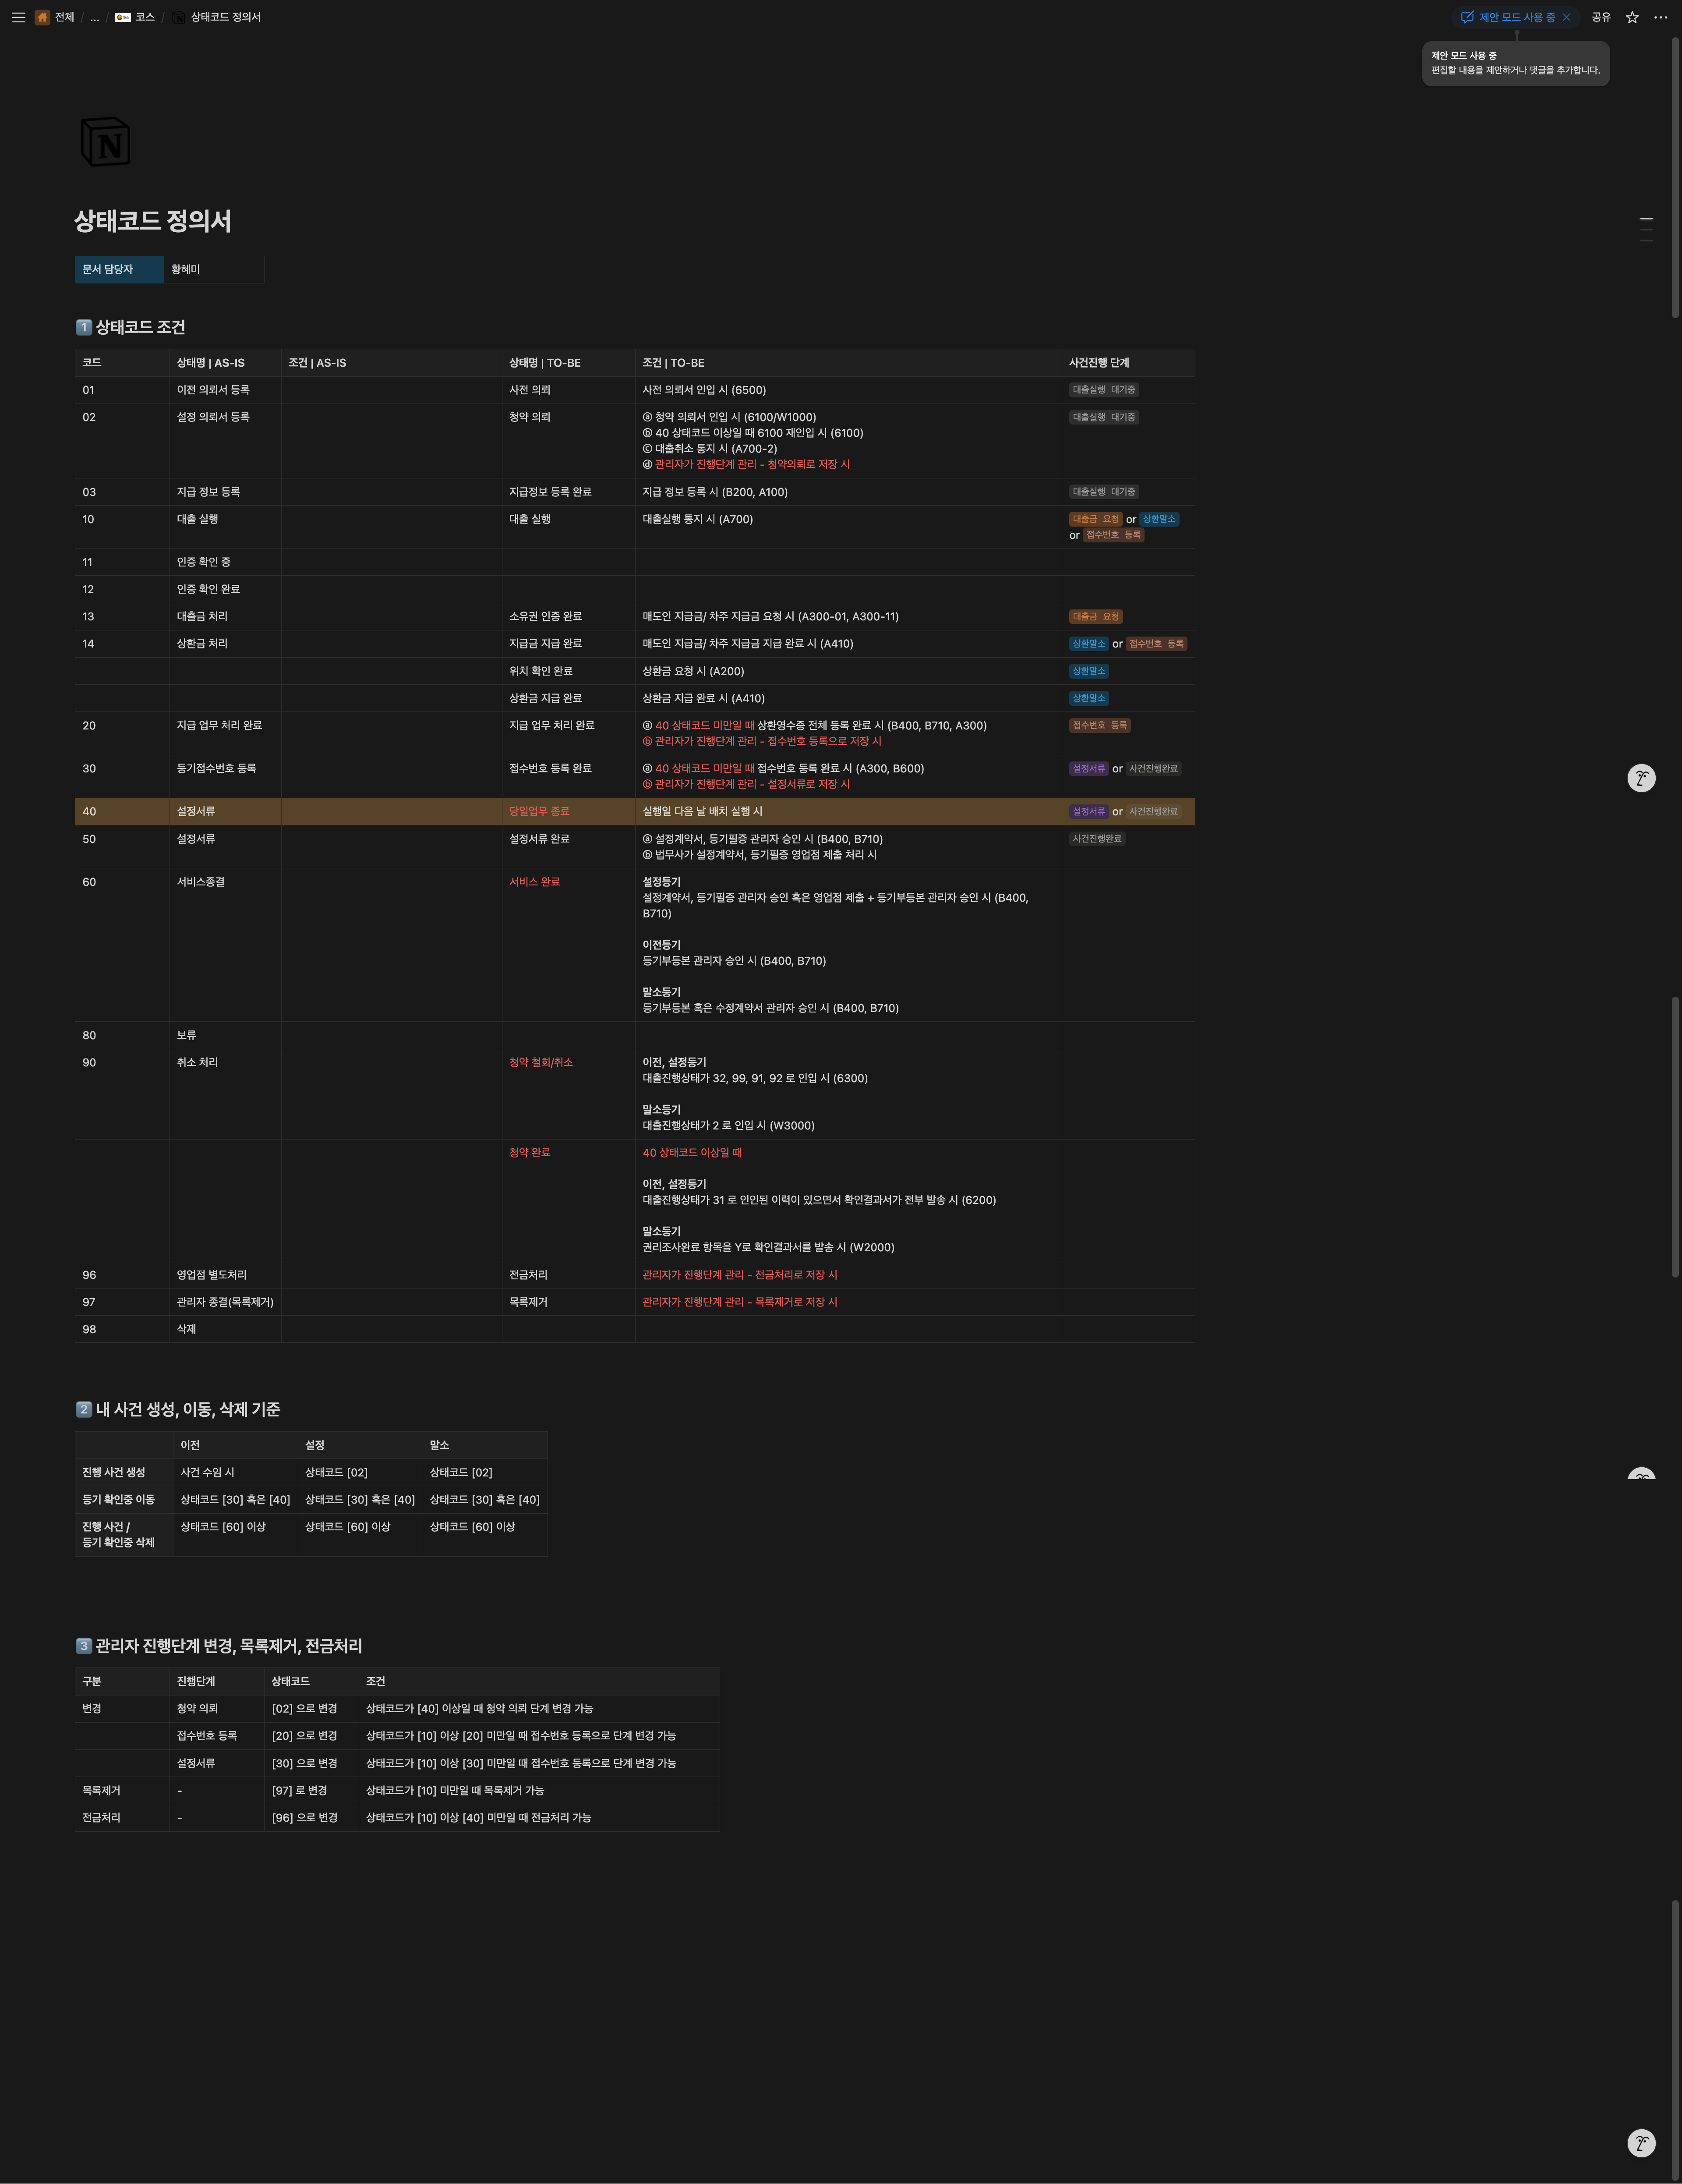 전체 / ... / 코스 / 상태코드 정의서
제안 모드 사용 중
공유
제안 모드 사용 중
편집할 내용을 제안하거나 댓글을 추가합니다.
상태코드 정의서
문서 담당자 황혜미
1 상태코드 조건
코드 상태명 | AS-IS 조건 | AS-IS 상태명 | TO-BE 조건 | TO-BE 사건진행 단계
01 이전 의뢰서 등록 사전 의뢰 사전 의뢰서 인입 시 (6500) 대출실행 대기중
02 설정 의뢰서 등록 청약 의뢰 ⓐ 청약 의뢰서 인입 시 (6100/W1000) 대출실행 대기중
ⓑ 40 상태코드 이상일 때 6100 재인입 시 (6100)
ⓒ 대출취소 통지 시 (A700-2)
ⓓ 관리자가 진행단계 관리 - 청약의뢰로 저장 시
03 지급 정보 등록 지급정보 등록 완료 지급 정보 등록 시 (B200, A100) 대출실행 대기중
10 대출 실행 대출 실행 대출실행 통지 시 (A700) 대출금 요청 or 상환말소
or 접수번호 등록
11 인증 확인 중
12 인증 확인 완료
13 대출금 처리 소유권 인증 완료 매도인 지급금/ 차주 지급금 요청 시 (A300-01, A300-11) 대출금 요청
14 상환금 처리 지급금 지급 완료 매도인 지급금/ 차주 지급금 지급 완료 시 (A410) 상환말소 or 접수번호 등록
위치 확인 완료 상환금 요청 시 (A200) 상환말소
상환금 지급 완료 상환금 지급 완료 시 (A410) 상환말소
20 지급 업무 처리 완료 지급 업무 처리 완료 ⓐ 40 상태코드 미만일 때 상환영수증 전체 등록 완료 시 (B400, B710, A300) 접수번호 등록
ⓑ 관리자가 진행단계 관리 - 접수번호 등록으로 저장 시
30 등기접수번호 등록 접수번호 등록 완료 ⓐ 40 상태코드 미만일 때 접수번호 등록 완료 시 (A300, B600) 설정서류 or 사건진행완료
ⓑ 관리자가 진행단계 관리 - 설정서류로 저장 시
40 설정서류 당일업무 종료 실행일 다음 날 배치 실행 시 설정서류 or 사건진행완료
50 설정서류 설정서류 완료 ⓐ 설정계약서, 등기필증 관리자 승인 시 (B400, B710) 사건진행완료
ⓑ 법무사가 설정계약서, 등기필증 영업점 제출 처리 시
60 서비스종결 서비스 완료 설정등기
설정계약서, 등기필증 관리자 승인 혹은 영업점 제출 + 등기부등본 관리자 승인 시 (B400,
B710)
이전등기
등기부등본 관리자 승인 시 (B400, B710)
말소등기
등기부등본 혹은 수정계약서 관리자 승인 시 (B400, B710)
80 보류
90 취소 처리 청약 철회/취소 이전, 설정등기
대출진행상태가 32, 99, 91, 92 로 인입 시 (6300)
말소등기
대출진행상태가 2 로 인입 시 (W3000)
청약 완료 40 상태코드 이상일 때
이전, 설정등기
대출진행상태가 31 로 인인된 이력이 있으면서 확인결과서가 전부 발송 시 (6200)
말소등기
권리조사완료 항목을 Y로 확인결과서를 발송 시 (W2000)
96 영업점 별도처리 전금처리 관리자가 진행단계 관리 - 전금처리로 저장 시
97 관리자 종결(목록제거) 목록제거 관리자가 진행단계 관리 - 목록제거로 저장 시
98 삭제
2 내 사건 생성, 이동, 삭제 기준
이전 설정 말소
진행 사건 생성 사건 수임 시 상태코드 [02] 상태코드 [02]
등기 확인중 이동 상태코드 [30] 혹은 [40] 상태코드 [30] 혹은 [40] 상태코드 [30] 혹은 [40]
진행 사건 / 상태코드 [60] 이상 상태코드 [60] 이상 상태코드 [60] 이상
등기 확인중 삭제
3 관리자 진행단계 변경, 목록제거, 전금처리
구분 진행단계 상태코드 조건
변경 청약 의뢰 [02] 으로 변경 상태코드가 [40] 이상일 때 청약 의뢰 단계 변경 가능
접수번호 등록 [20] 으로 변경 상태코드가 [10] 이상 [20] 미만일 때 접수번호 등록으로 단계 변경 가능
설정서류 [30] 으로 변경 상태코드가 [10] 이상 [30] 미만일 때 접수번호 등록으로 단계 변경 가능
목록제거 - [97] 로 변경 상태코드가 [10] 미만일 때 목록제거 가능
전금처리 - [96] 으로 변경 상태코드가 [10] 이상 [40] 미만일 때 전금처리 가능